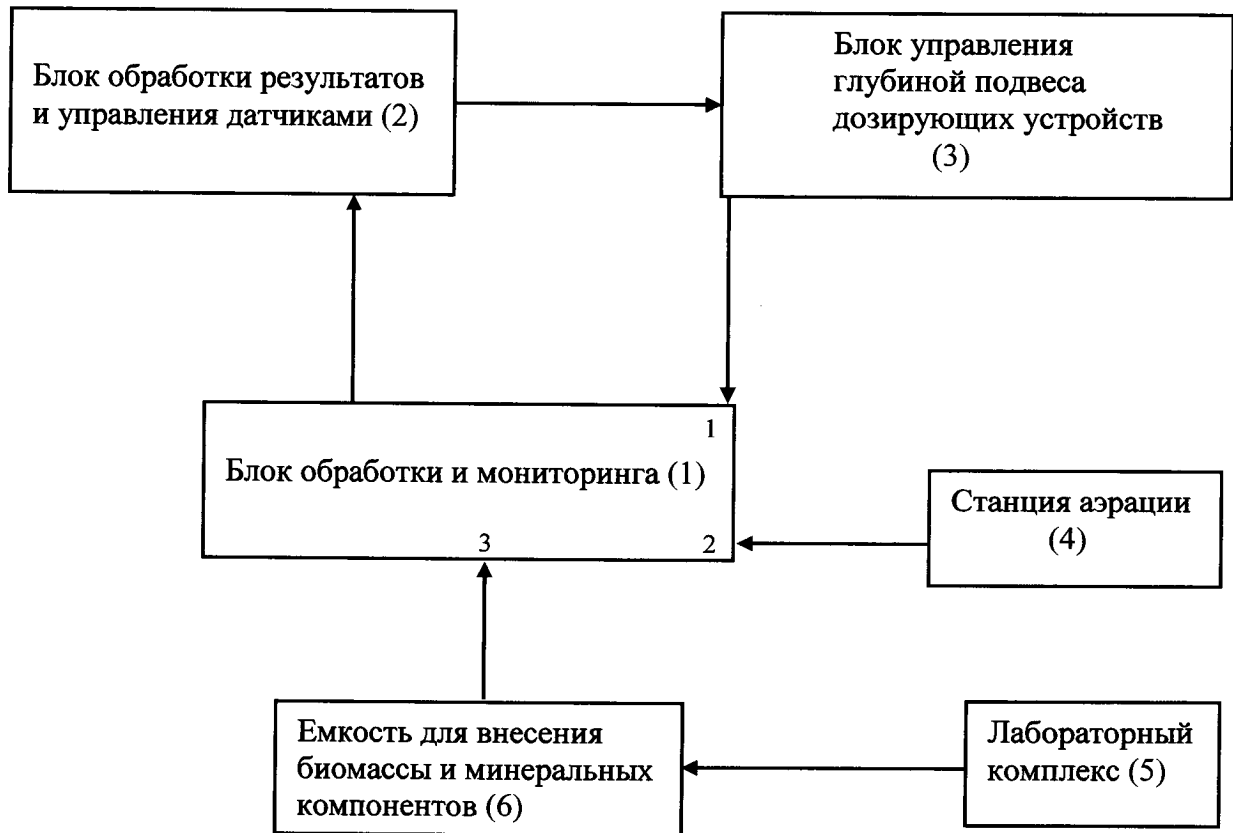 Блок обработки результатов
и управления датчиками (2)
Блок управления
глубиной подвеса
дозирующих устройств
(3)
1
Блок обработки и мониторинга (1)
3
2
Станция аэрации
(4)
Емкость для внесения
биомассы и минеральных
компонентов (6)
Лабораторный
комплекс (5)